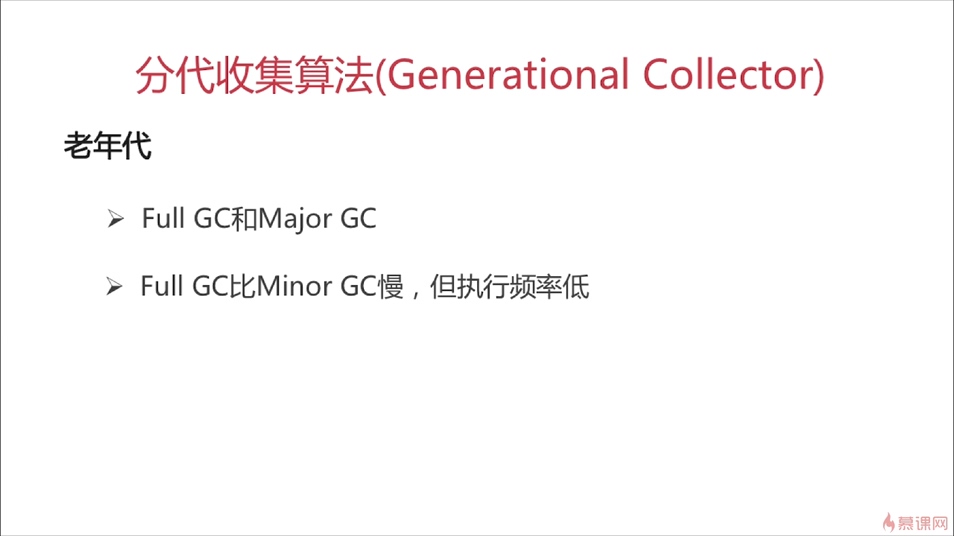 分代收集算法(Generational Collector)
老年代
➢ Full GC和Major GC
➢ Full GC比Minor GC慢，但执行频率低
慕课网